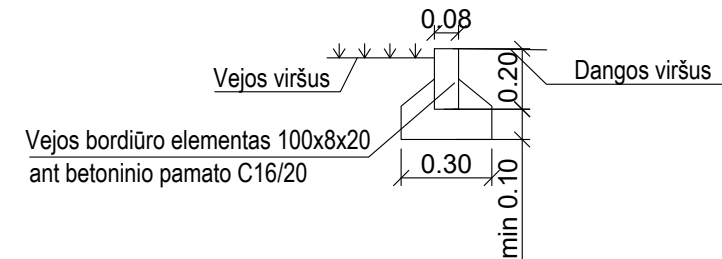 0.08
Vejos viršus
0.20
Dangos viršus
Vejos bordiūro elementas 100x8x20
ant betoninio pamato C16/20
0.30
min 0.10